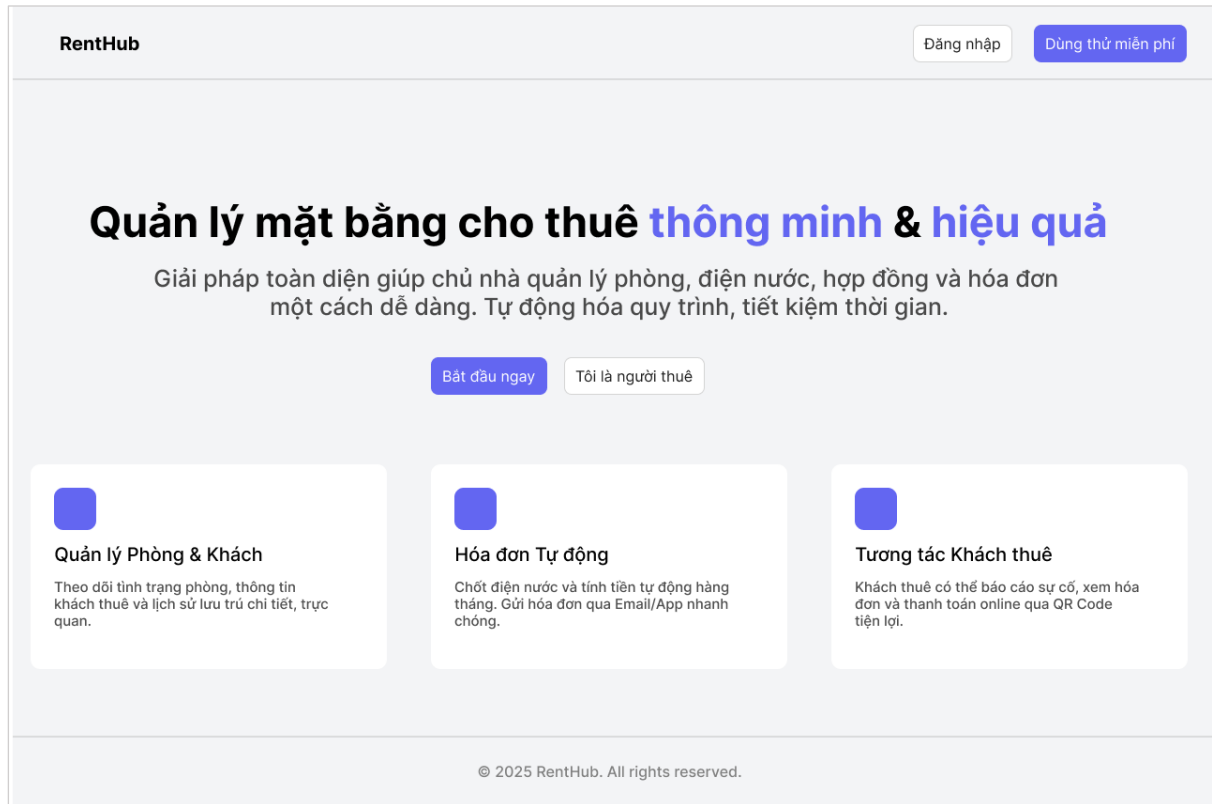 RentHub
Đăng nhập
Dùng thử miễn phí
Quản lý mặt bằng cho thuê thông minh & hiệu quả
Giải pháp toàn diện giúp chủ nhà quản lý phòng, điện nước, hợp đồng và hóa đơn
một cách dễ dàng. Tự động hóa quy trình, tiết kiệm thời gian.
Bắt đầu ngay
Tôi là người thuê
Quản lý Phòng & Khách
Theo dõi tình trạng phòng, thông tin
khách thuê và lịch sử lưu trú chi tiết, trực
quan.
Hóa đơn Tự động
Chốt điện nước và tính tiền tự động hàng
tháng. Gửi hóa đơn qua Email/App nhanh
chóng.
Tương tác Khách thuê
Khách thuê có thể báo cáo sự cố, xem hóa
đơn và thanh toán online qua QR Code
tiện lợi.
© 2025 RentHub. All rights reserved.